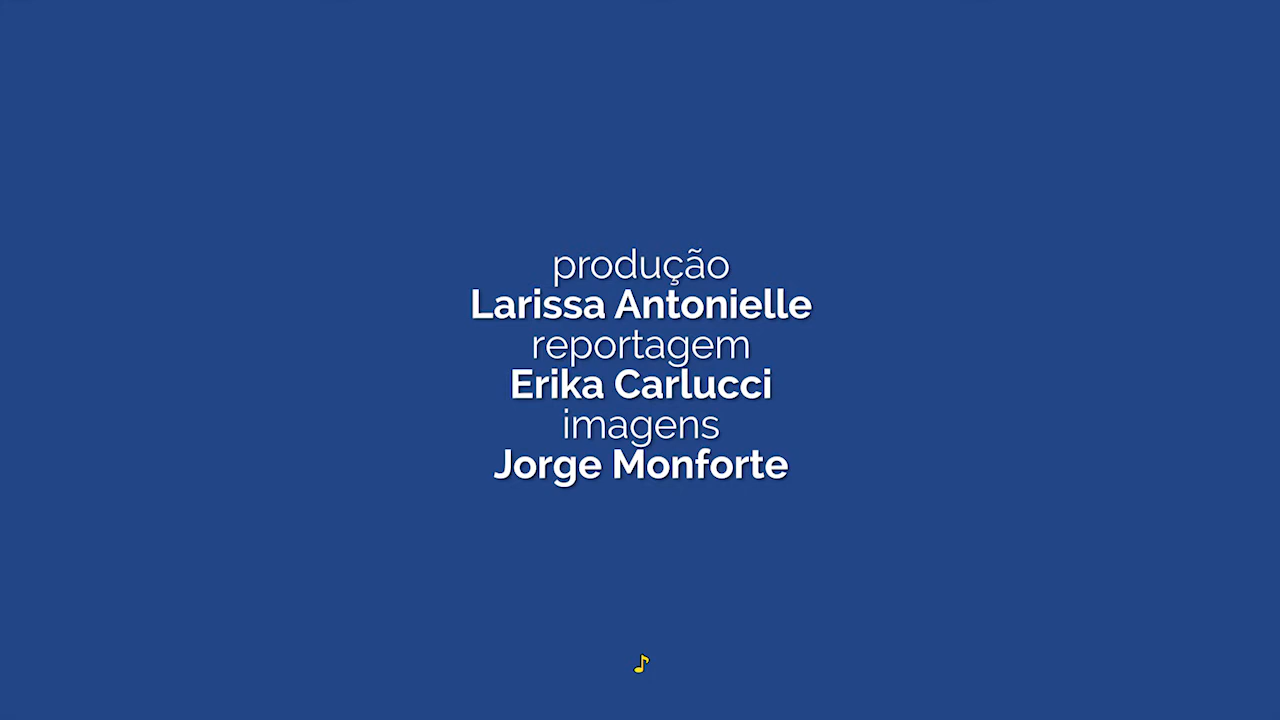 produção
Larissa Antonielle
reportagem
Erika Carlucci
imagens
Jorge Monforte
♪